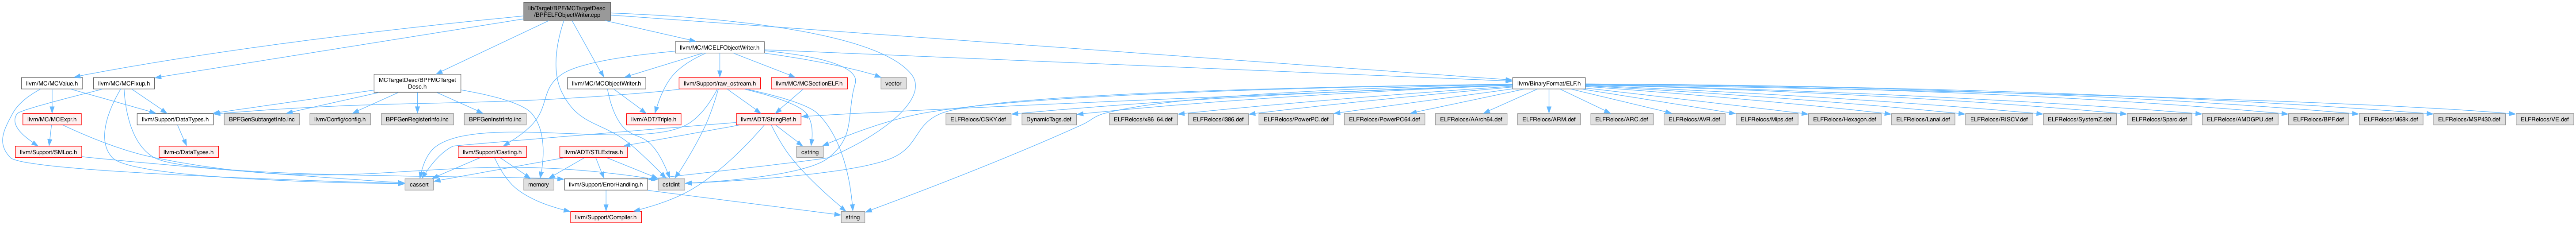 lib/Target/BPF/MCTargetDesc
/BPFELFObjectWriter.cpp
llvm/MC/MCELFObjectWriter.h
llvm/MC/MCValue.h
llvm/MC/MCFixup.h
MCTargetDesc/BPFMCTarget
Desc.h
llvm/MC/MCObjectWriter.h
llvm/Support/raw_ostream.h
llvm/MC/MCSectionELF.h
vector
llvm/BinaryFormat/ELF.h
llvm/MC/MCExpr.h
llvm/Support/DataTypes.h
BPFGenSubtargetInfo.inc
llvm/Config/config.h
BPFGenRegisterInfo.inc
BPFGenInstrInfo.inc
llvm/ADT/Triple.h
llvm/ADT/StringRef.h
ELFRelocs/CSKY.def
DynamicTags.def
ELFRelocs/x86_64.def
ELFRelocs/i386.def
ELFRelocs/PowerPC.def
ELFRelocs/PowerPC64.def
ELFRelocs/AArch64.def
ELFRelocs/ARM.def
ELFRelocs/ARC.def
ELFRelocs/AVR.def
ELFRelocs/Mips.def
ELFRelocs/Hexagon.def
ELFRelocs/Lanai.def
ELFRelocs/RISCV.def
ELFRelocs/SystemZ.def
ELFRelocs/Sparc.def
ELFRelocs/AMDGPU.def
ELFRelocs/BPF.def
ELFRelocs/M68k.def
ELFRelocs/MSP430.def
ELFRelocs/VE.def
llvm/Support/SMLoc.h
llvm-c/DataTypes.h
llvm/Support/Casting.h
llvm/ADT/STLExtras.h
cstring
cassert
memory
llvm/Support/ErrorHandling.h
cstdint
llvm/Support/Compiler.h
string